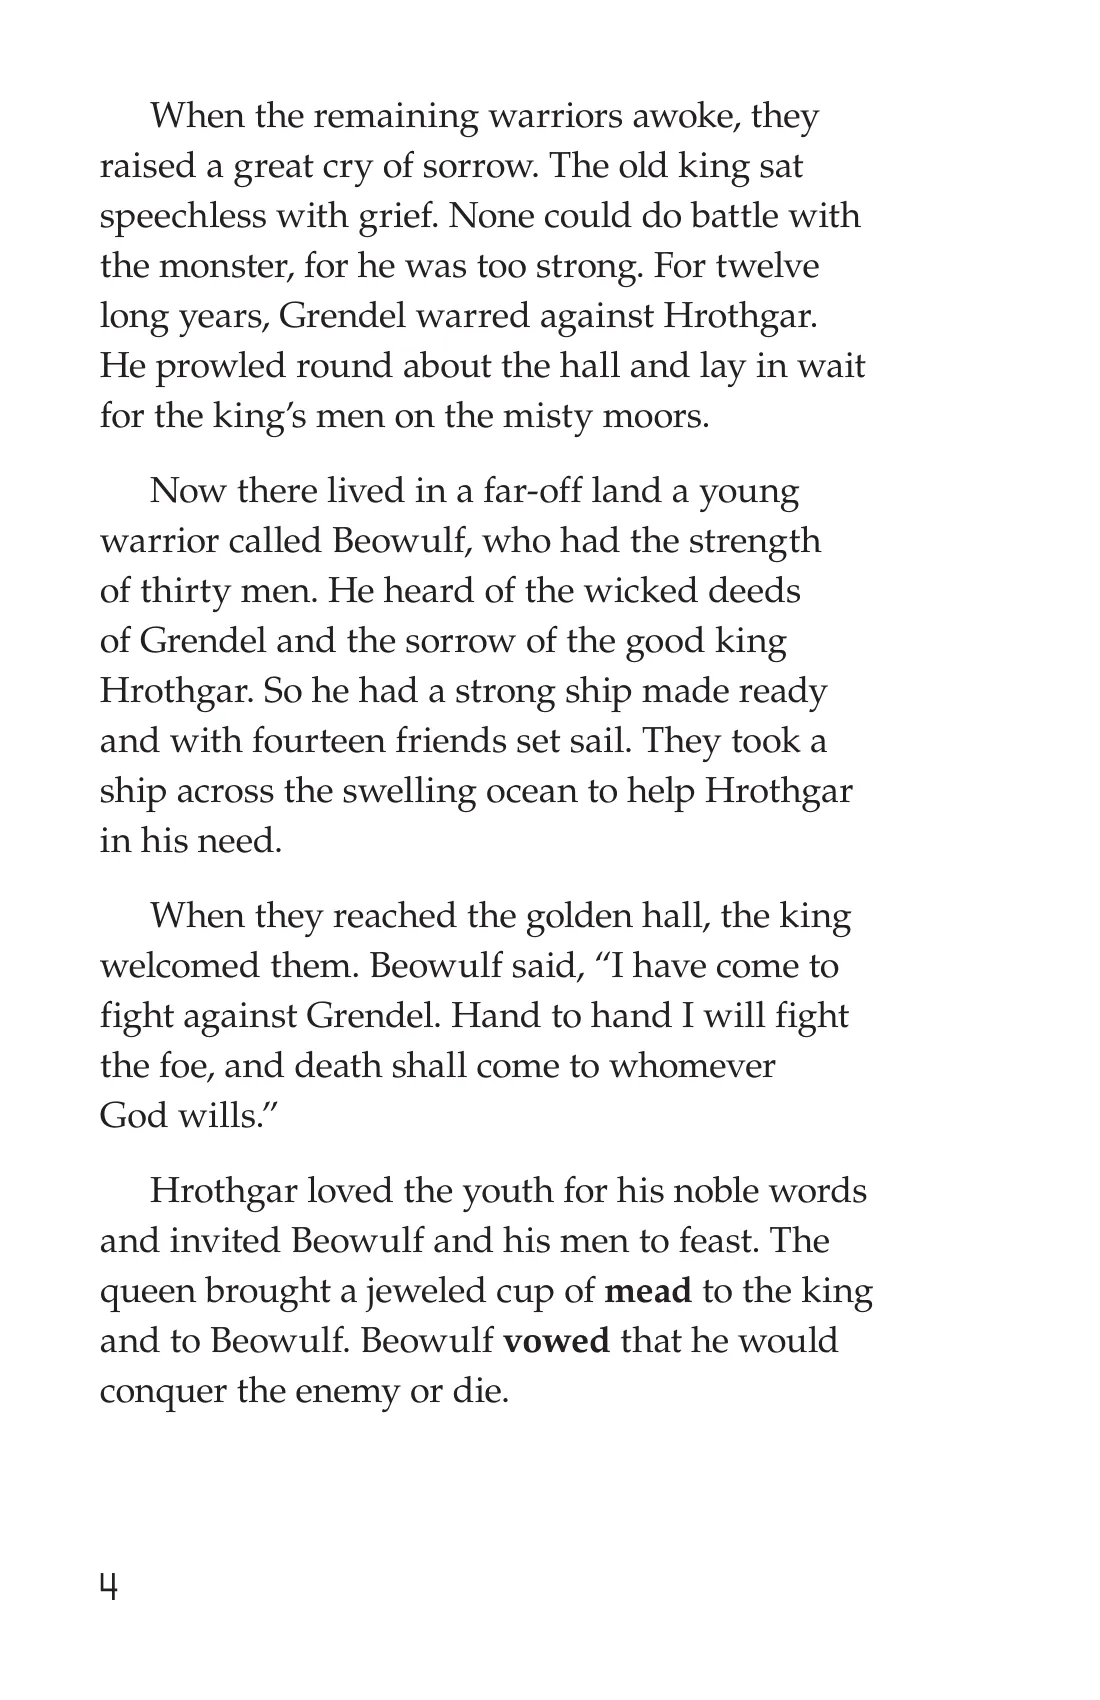 When the remaining warriors awoke, they
raised a great cry of sorrow. The old king sat
speechless with grief. None could do battle with
the monster, for he was too strong. For twelve
long years, Grendel warred against Hrothgar.
He prowled round about the hall and lay in wait
for the king’s men on the misty moors.
Now there lived in a far-off land a young
warrior called Beowulf, who had the strength
of thirty men. He heard of the wicked deeds
of Grendel and the sorrow of the good king
Hrothgar. So he had a strong ship made ready
and with fourteen friends set sail. They took a
ship across the swelling ocean to help Hrothgar
in his need.
When they reached the golden hall, the king
welcomed them. Beowulf said, “I have come to
fight against Grendel. Hand to hand I will fight
the foe, and death shall come to whomever
God wills.”
Hrothgar loved the youth for his noble words
and invited Beowulf and his men to feast. The
queen brought a jeweled cup of mead to the king
and to Beowulf. Beowulf vowed that he would
conquer the enemy or die.
4